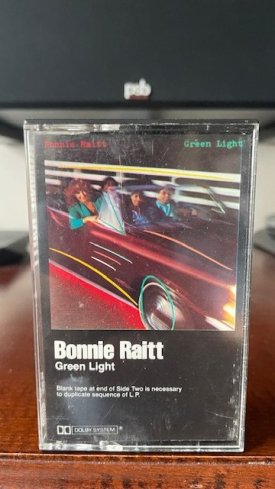 psb
Bonnie Raitt Green Light
Bonnie Raitt
Green Light
Blank tape at end of Side Two is necessary
to duplicate sequence of L.P.
DOLBY SYSTEM